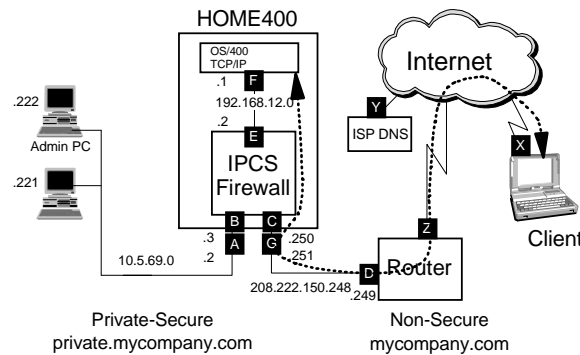 HOME400
OS/400
TCP/IP
.1
F
192.168.12.0
.2
E
IPCS
Firewall
B
C
.3
A
G
.250
.2
.251
.222
Admin PC
.221
10.5.69.0
208.222.150.248
.249
D
Router
Z
Internet
Y
ISP DNS
X
Client
Private-Secure
private.mycompany.com
Non-Secure
mycompany.com